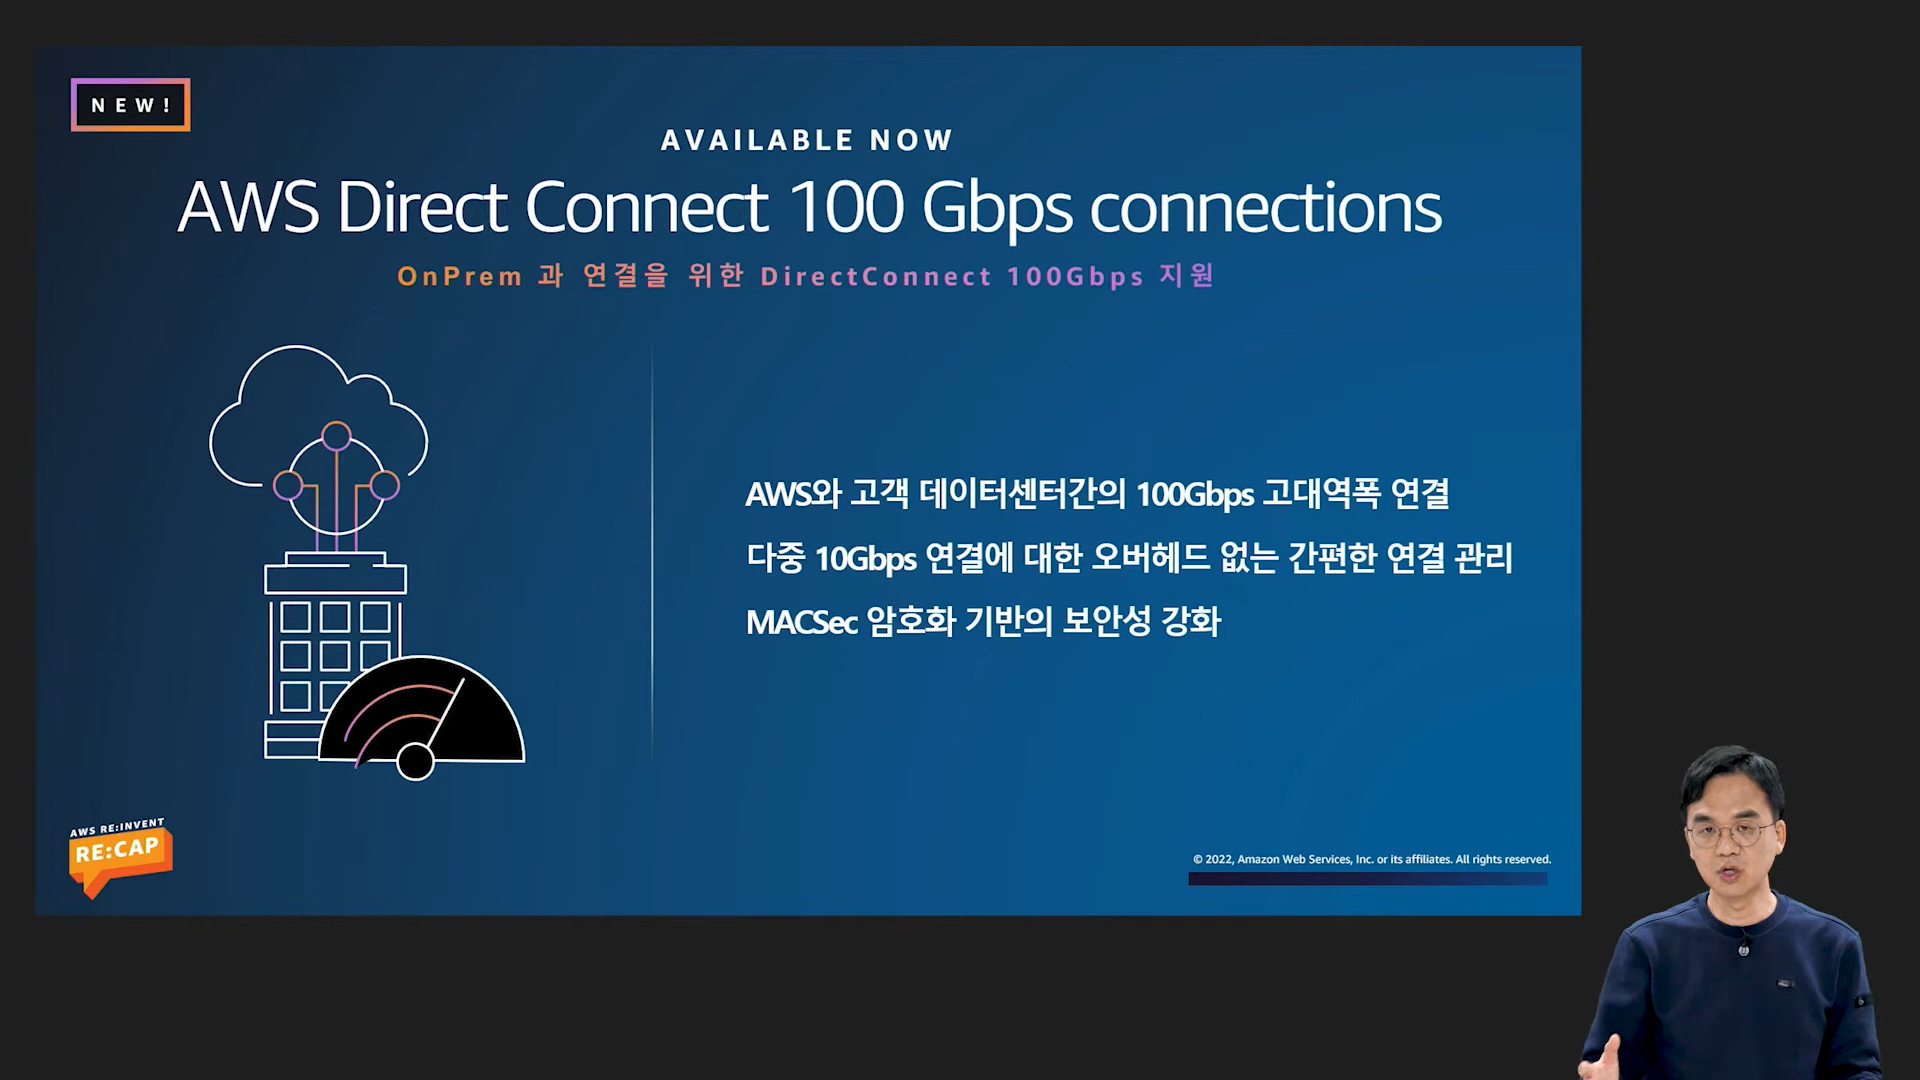 NEW!
AVAILABLE NOW
AWS Direct Connect 100 Gbps connections
OnPrem 과 연결을 위한 DirectConnect 100Gbps 지원
AWS와 고객 데이터센터간의 100Gbps 고대역폭 연결
다중 10Gbps 연결에 대한 오버헤드 없는 간편한 연결 관리
MACSec 암호화 기반의 보안성 강화
AWS RE:INVENT
RE:CAP
© 2022, Amazon Web Services, Inc. or its affiliates. All rights reserved.